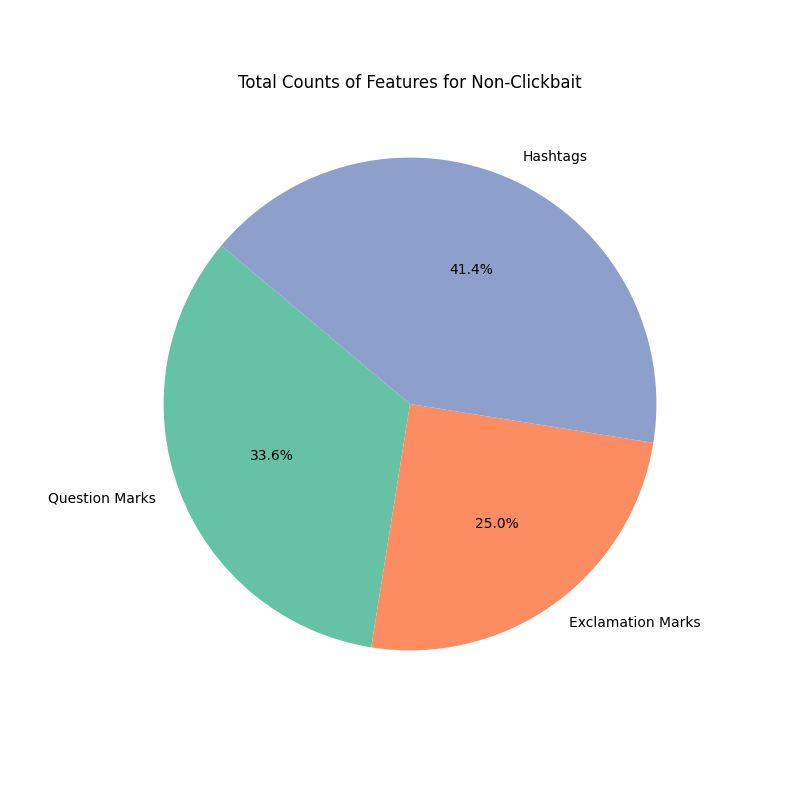 Total Counts of Features for Non-Clickbait
Hashtags
41.4%
33.6%
Question Marks
25.0%
Exclamation Marks